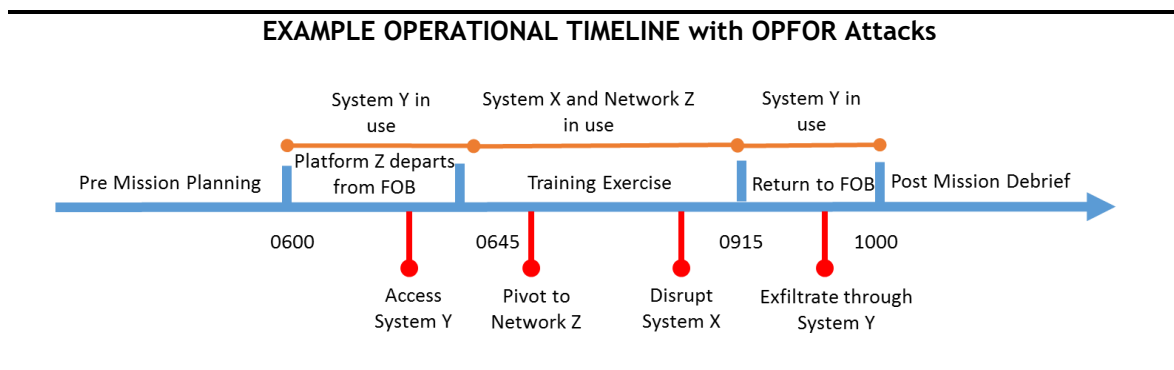 EXAMPLE OPERATIONAL TIMELINE with OPFOR Attacks
System Y in
use
System X and Network Z
in use
System Y in
use
Pre Mission Planning
Platform Z departs
from FOB
Training Exercise
Return to FOB
Post Mission Debrief
0600
0645
0915
1000
Access
System Y
Pivot to
Network Z
Disrupt
System X
Exfiltrate through
System Y